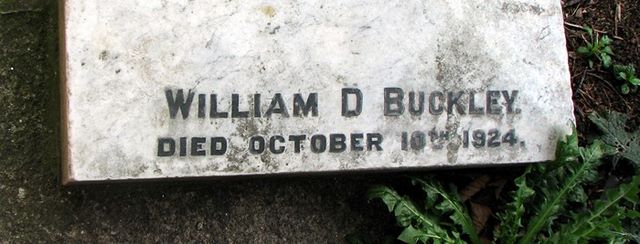 WILLIAM D BUCKLEY.
DIED OCTOBER 10TH 1924.